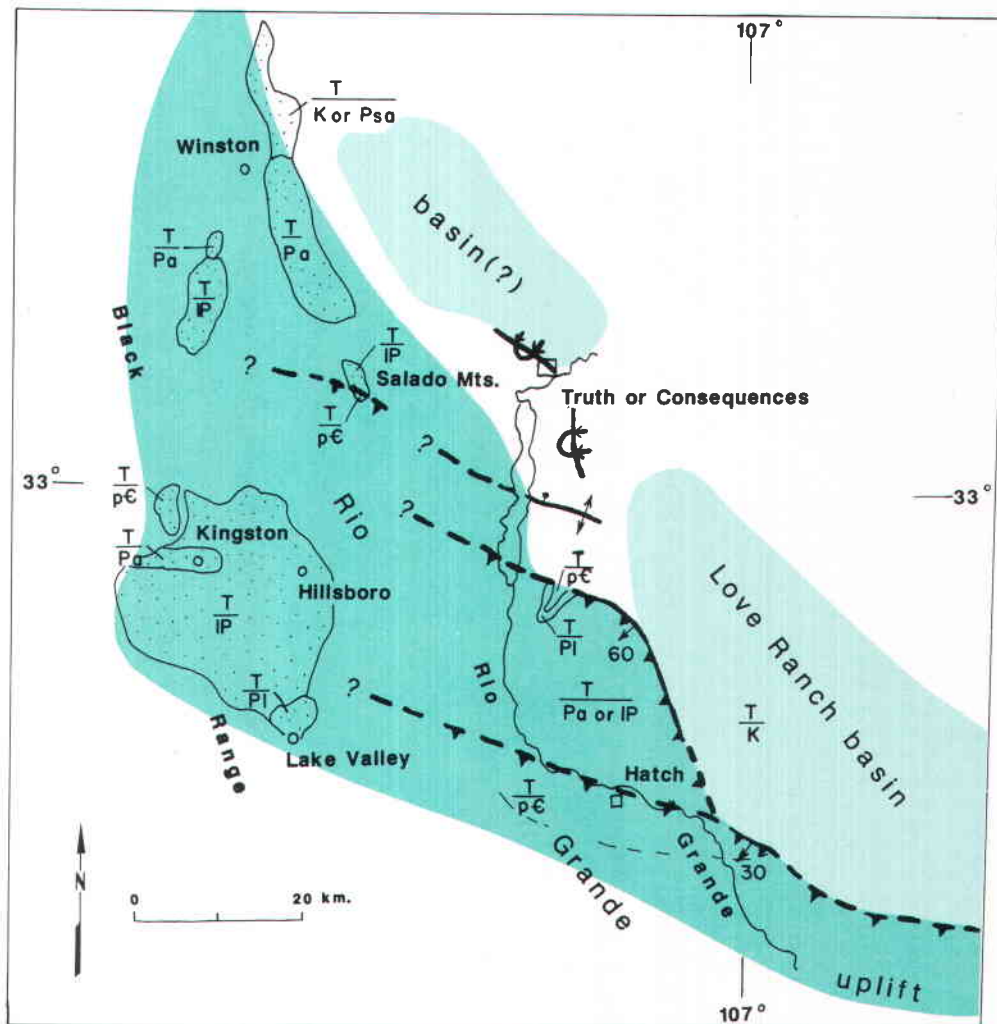 107°
T
K or Psa
Winston
basin(?)
T
Pa
T
Pa
T
IP
Black
?
T
IP
Salado Mts.
T
p€
Truth or Consequences
?
33°
33°
T
p€
Rio
?
Kingston
T
Pa
Hillsboro
T
p€
Love Ranch basin
T
IP
T
Pl
60
Rio
T
Pa or IP
T
K
T
Pl
?
Range
Lake Valley
Hatch
T
p€
Grande
Grande
30
N
0 20 km.
uplift
107°